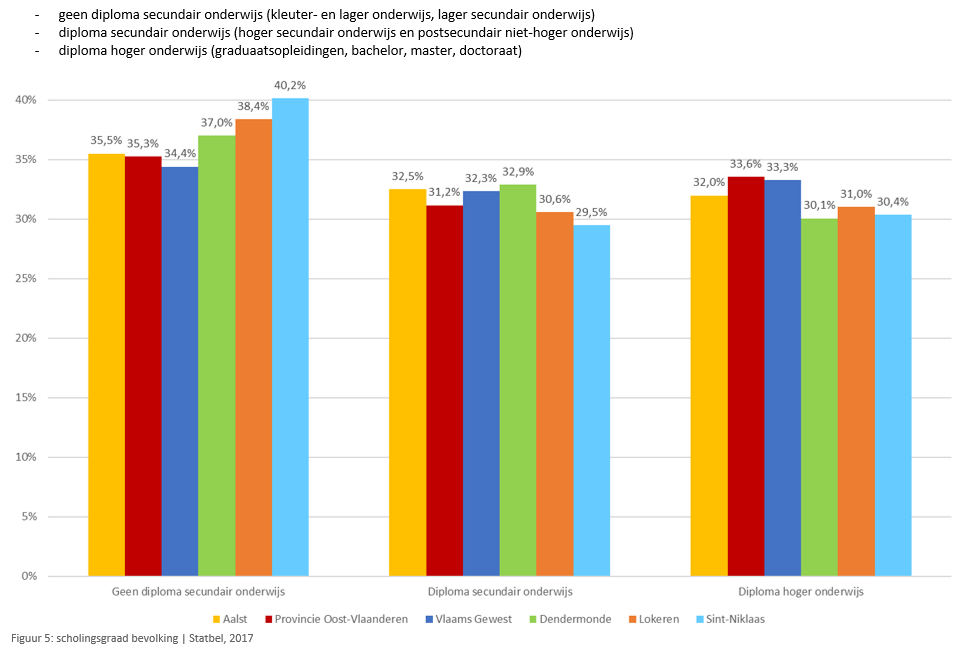 - geen diploma secundair onderwijs (kleuter- en lager onderwijs, lager secundair onderwijs)
- diploma secundair onderwijs (hoger secundair onderwijs en postsecundair niet-hoger onderwijs)
- diploma hoger onderwijs (graduaatsopleidingen, bachelor, master, doctoraat)
40%
35%
30%
25%
20%
15%
10%
5%
0%
35,5% 35,3% 34,4% 37,0% 38,4% 40,2%
32,5% 31,2% 32,3% 32,9% 30,6% 29,5%
32,0% 33,6% 33,3% 30,1% 31,0% 30,4%
Geen diploma secundair onderwijs Diploma secundair onderwijs Diploma hoger onderwijs
Aalst Provincie Oost-Vlaanderen Vlaams Gewest Dendermonde Lokeren Sint-Niklaas
Figuur 5: scholingsgraad bevolking | Statbel, 2017